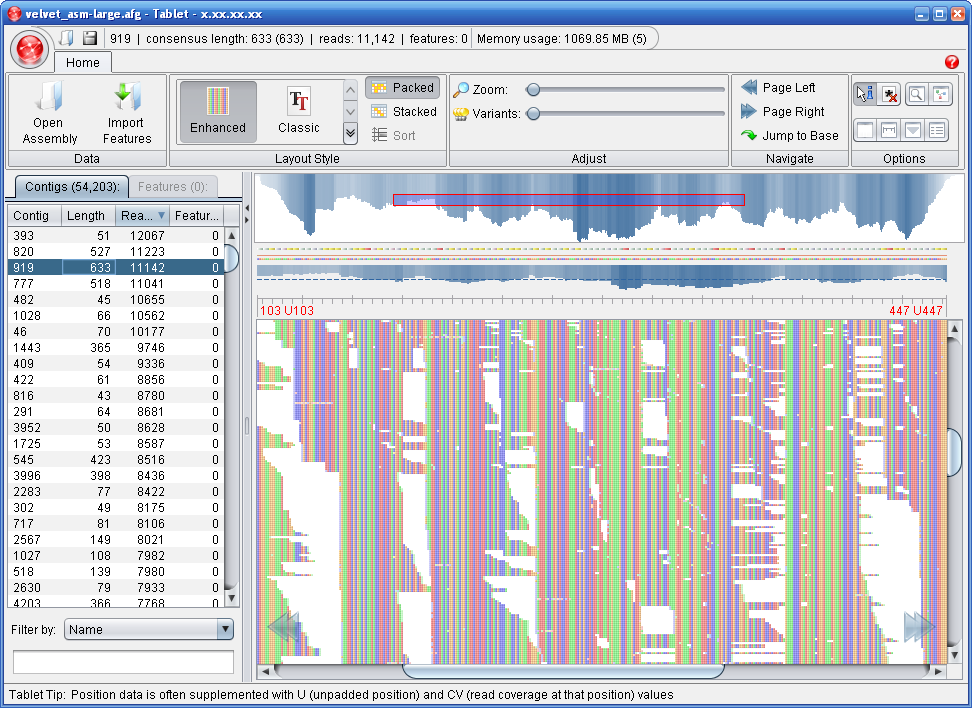 velvet_asm-large.afg - Tablet - x.xx.xx.xx
919 | consensus length: 633 (633) | reads: 11,142 | features: 0 | Memory usage: 1069.85 MB (5)
Home
Open Assembly
Import Features
Data
Enhanced
Classic
Packed
Stacked
Sort
Layout Style
Zoom:
Variants:
Adjust
Page Left
Page Right
Jump to Base
Navigate
Options
Contigs (54,203): Features (0):
Contig Length Rea... Featur...
393 51 12067 0
820 527 11223 0
919 633 11142 0
777 518 11041 0
482 45 10655 0
1028 66 10562 0
46 70 10177 0
1443 365 9746 0
409 54 9336 0
422 61 8856 0
816 43 8780 0
291 64 8681 0
3952 50 8628 0
1725 53 8587 0
545 423 8516 0
3996 398 8436 0
2283 77 8422 0
302 49 8175 0
717 81 8106 0
2567 149 8021 0
1027 108 7982 0
518 139 7980 0
2630 79 7933 0
4203 366 7768 0
Filter by: Name
103 U103
447 U447
Tablet Tip: Position data is often supplemented with U (unpadded position) and CV (read coverage at that position) values